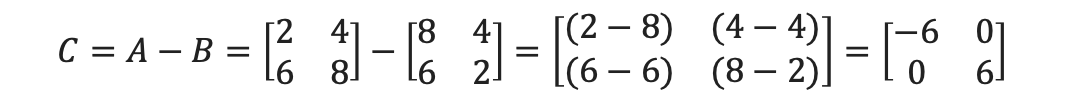 C = A − B = [2 4 6 8] − [8 4 6 2] = [(2 − 8) (4 − 4) (6 − 6) (8 − 2)] = [−6 0 0 6]